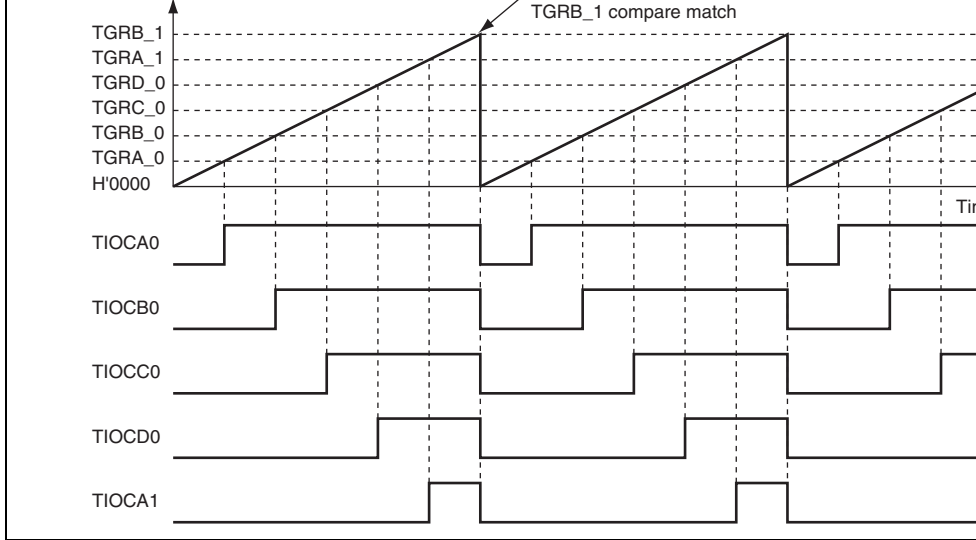 TGRB_1 compare match
TGRB_1
TGRA_1
TGRD_0
TGRC_0
TGRB_0
TGRA_0
H'0000
TIOCA0
TIOCB0
TIOCC0
TIOCD0
TIOCA1